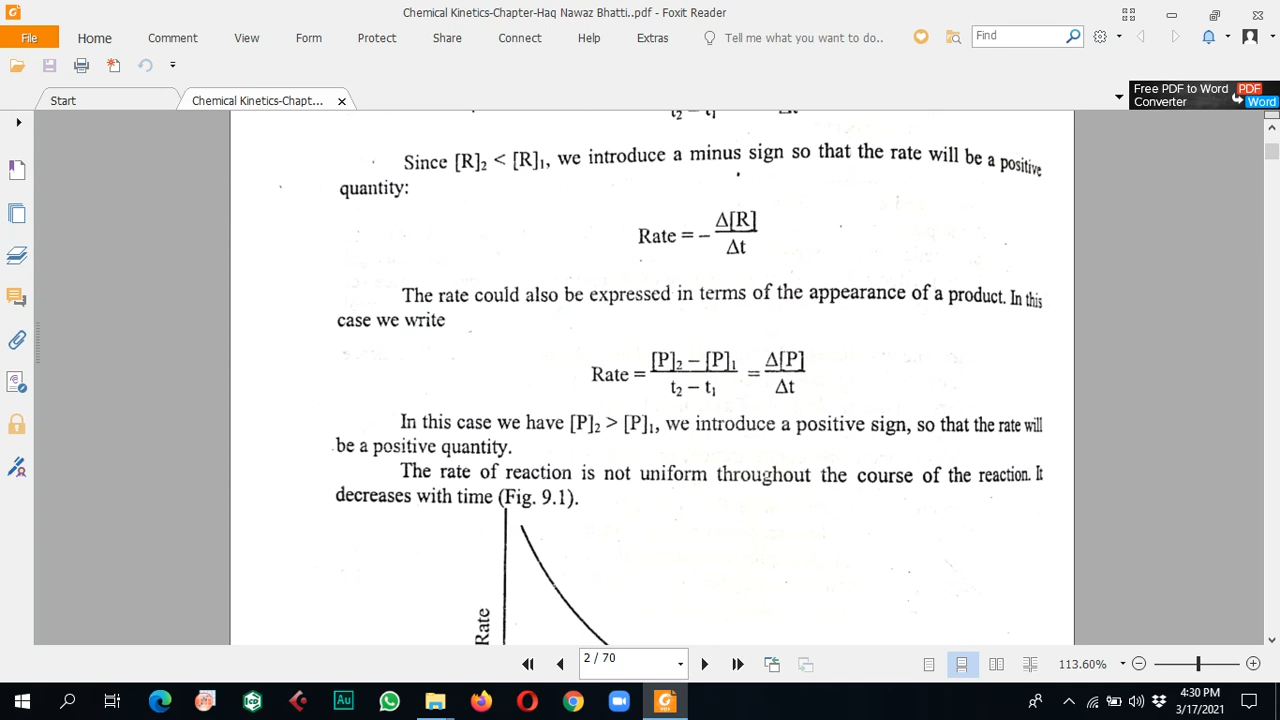 Chemical Kinetics-Chapter-Haq Nawaz Bhatti..pdf - Foxit Reader
File Home Comment View Form Protect Share Connect Help Extras Tell me what you want to do.. Find
Start Chemical Kinetics-Chapt...
Free PDF to Word PDF
Converter Word
t₂ – t₁ Δt
Since [R]₂ < [R]₁, we introduce a minus sign so that the rate will be a positive
quantity:
Rate = – Δ[R]
Δt
The rate could also be expressed in terms of the appearance of a product. In this
case we write
Rate = [P]₂ – [P]₁ = Δ[P]
t₂ – t₁ Δt
In this case we have [P]₂ > [P]₁, we introduce a positive sign, so that the rate will
be a positive quantity.
The rate of reaction is not uniform throughout the course of the reaction. It
decreases with time (Fig. 9.1).
Rate
2 / 70
113.60%
Au
4:30 PM
3/17/2021